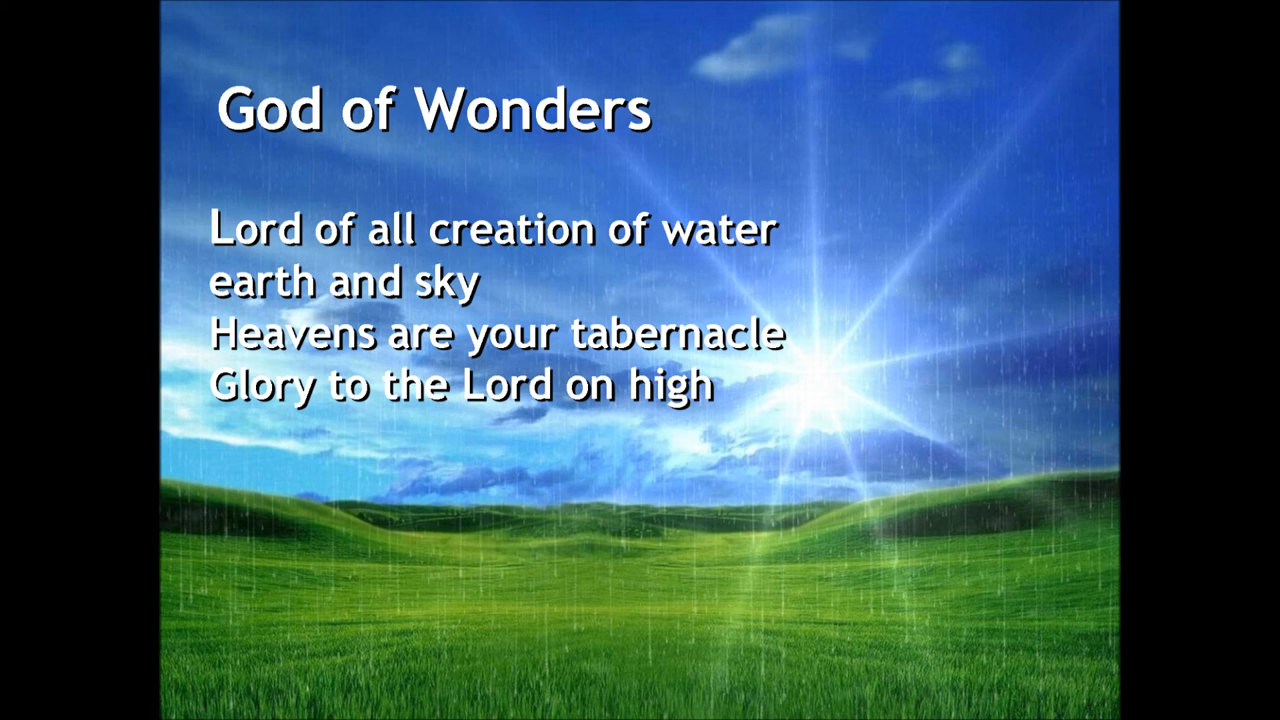 God of Wonders
Lord of all creation of water
earth and sky
Heavens are your tabernacle
Glory to the Lord on high